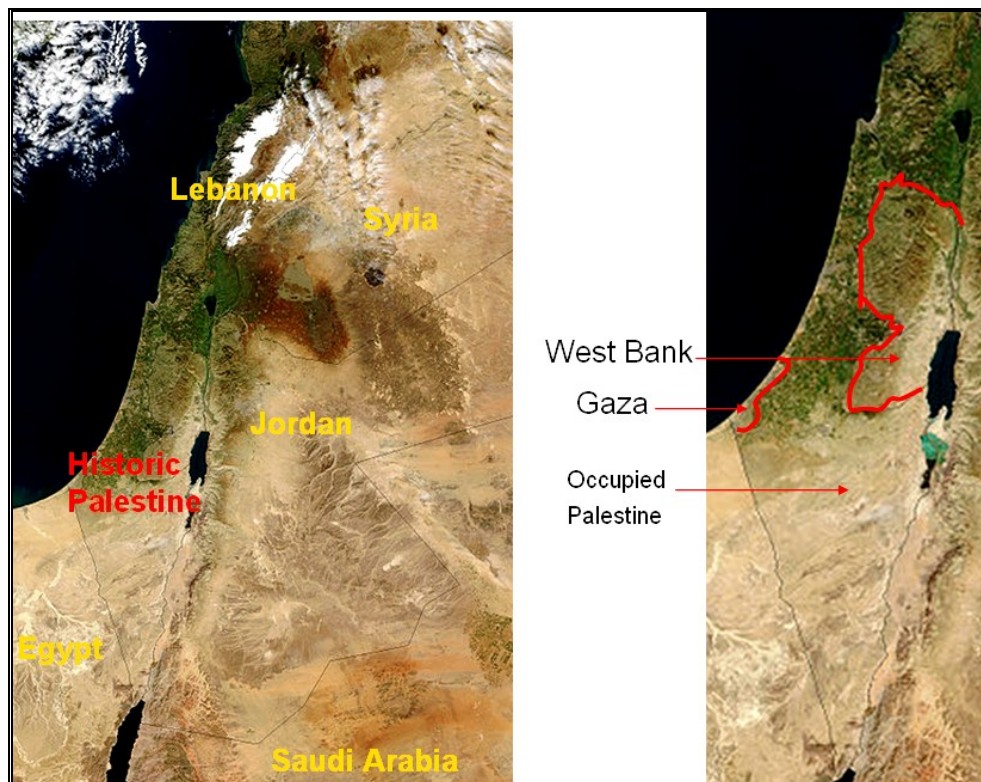 Lebanon
Syria
Jordan
Historic
Palestine
Egypt
Saudi Arabia
West Bank
Gaza
Occupied
Palestine